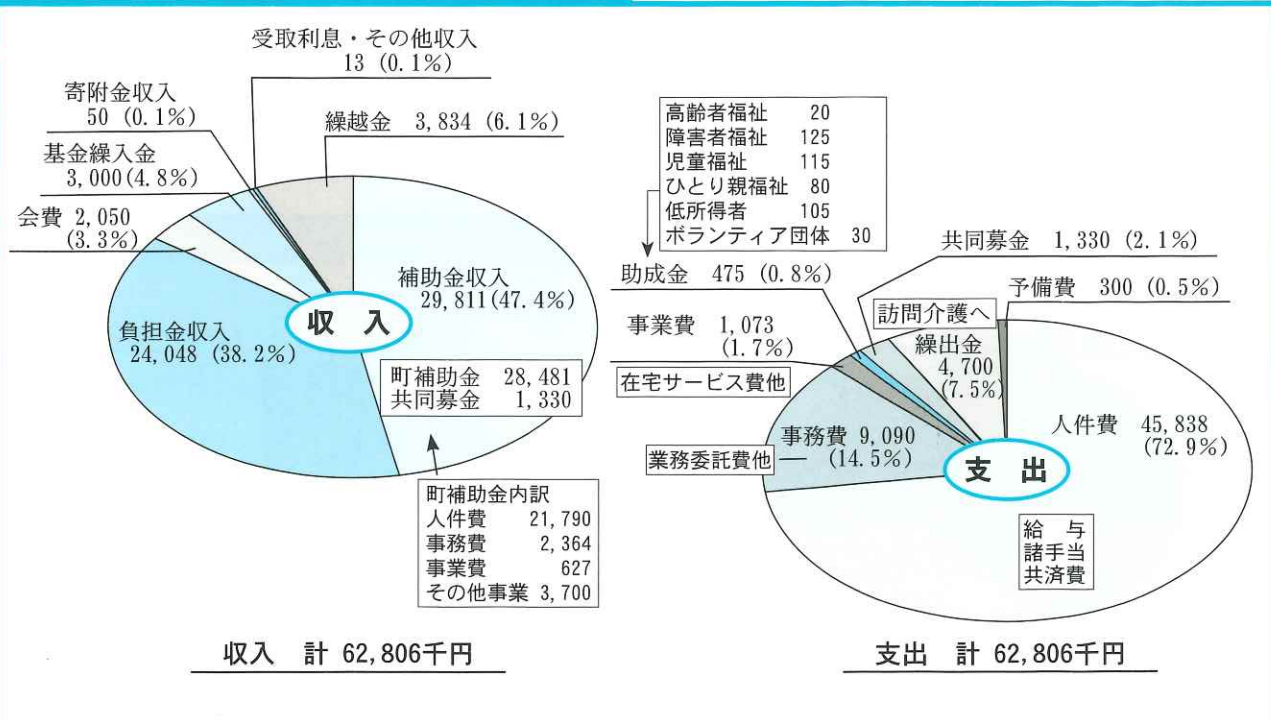 受取利息・その他収入
13 (0.1%)
寄附金収入
50 (0.1%)
繰越金 3,834 (6.1%)
基金繰入金
3,000(4.8%)
会費 2,050
(3.3%)
補助金収入
29,811(47.4%)
収 入
負担金収入
24,048 (38.2%)
町補助金 28,481
共同募金 1,330
町補助金内訳
人件費 21,790
事務費 2,364
事業費 627
その他事業 3,700
収入 計 62,806千円
高齢者福祉 20
障害者福祉 125
児童福祉 115
ひとり親福祉 80
低所得者 105
ボランティア団体 30
共同募金 1,330 (2.1%)
助成金 475 (0.8%)
予備費 300 (0.5%)
訪問介護へ
事業費 1,073
(1.7%)
繰出金
4,700
(7.5%)
在宅サービス費他
人件費 45,838
(72.9%)
事務費 9,090
(14.5%)
業務委託費他
支 出
給 与
諸手当
共済費
支出 計 62,806千円